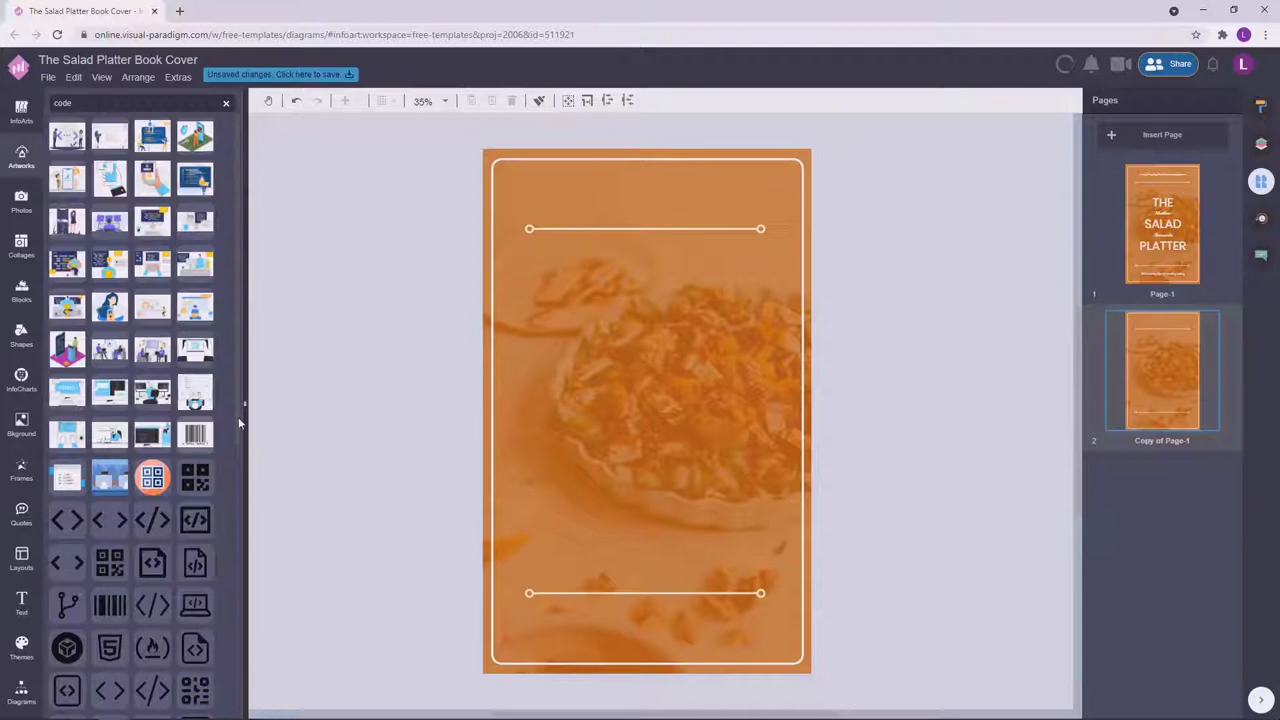 The Salad Platter Book Cover - I
online.visual-paradigm.com/w/free-templates/diagrams/#infoart:workspace=free-templates&proj=2006&id=511921
L
The Salad Platter Book Cover
File Edit View Arrange Extras
Unsaved changes. Click here to save.
Share
L
code
35%
Pages
Insert Page
THE
SALAD
PLATTER
1
Page-1
2
Copy of Page-1
InfoArts
Artworks
Photos
Collages
Blocks
Shapes
InfoCharts
Bkground
Frames
Quotes
Layouts
Text
Themes
Diagrams